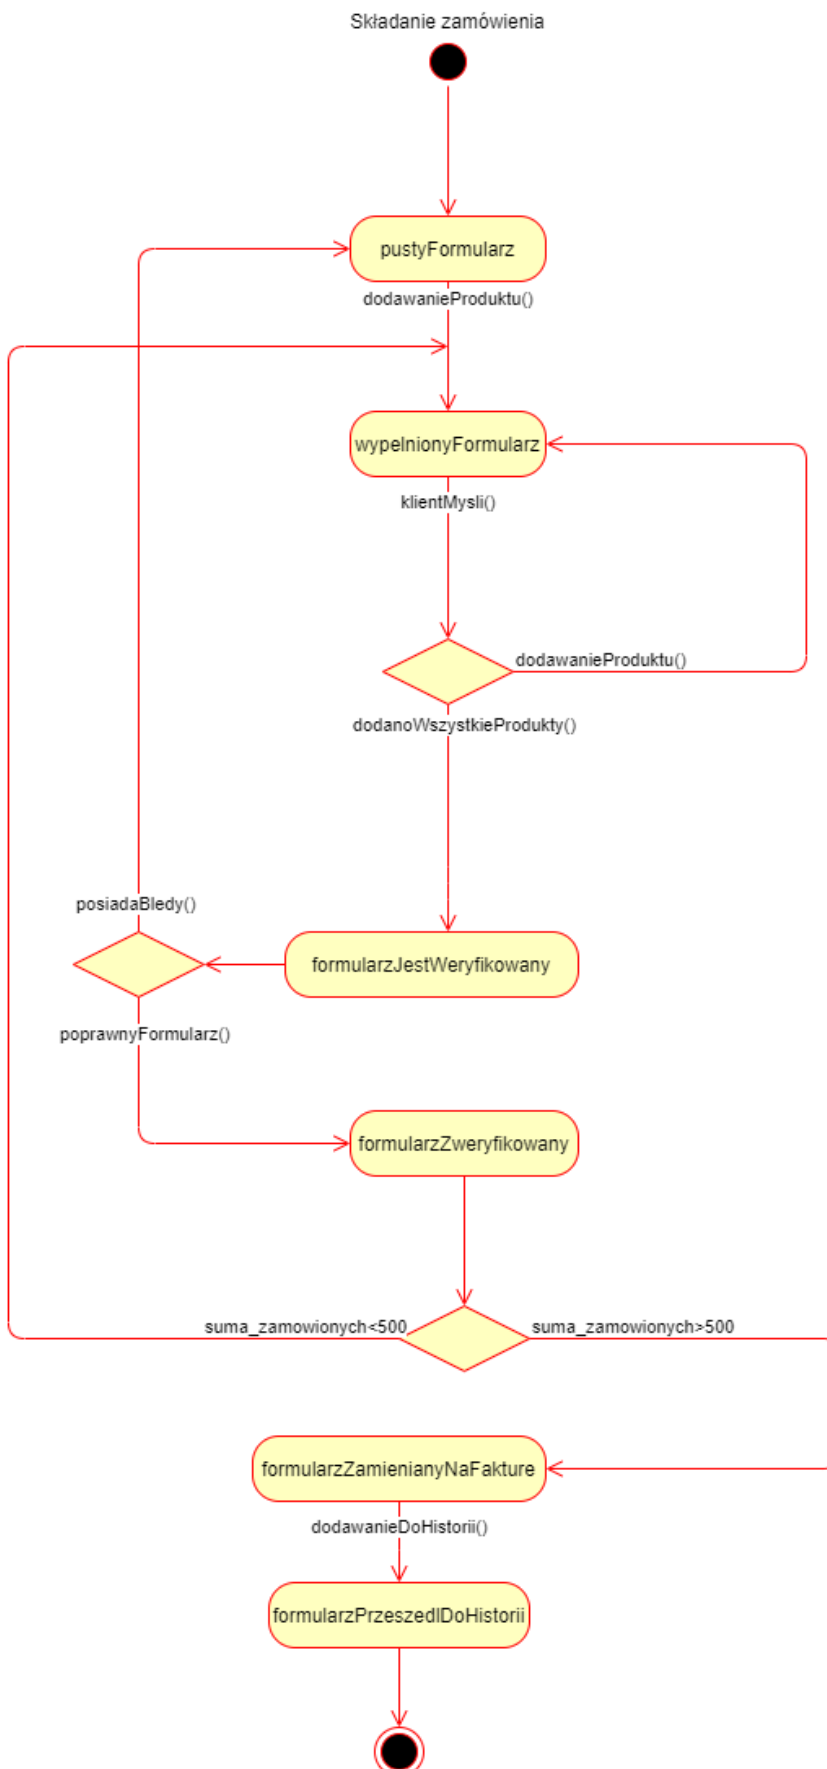 Składanie zamówienia
pustyFormularz
dodawanieProduktu()
wypelnionyFormularz
klientMysli()
dodawanieProduktu()
dodanoWszystkieProdukty()
posiadaBledy()
formularzJestWeryfikowany
poprawnyFormularz()
formularzZweryfikowany
suma_zamowionych<500
suma_zamowionych>500
formularzZamienianyNaFakture
dodawanieDoHistorii()
formularzPrzeszedlDoHistorii